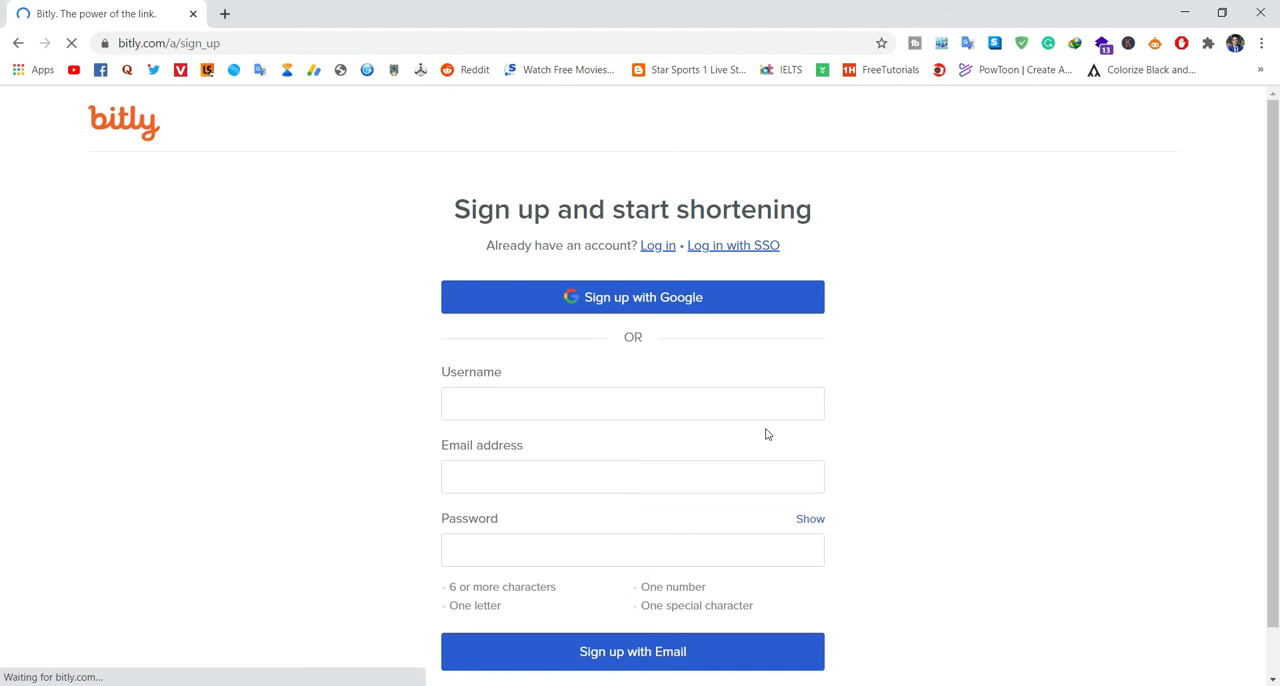 Bitly. The power of the link.
bitly.com/a/sign_up
13
Apps
Reddit
Watch Free Movies...
Star Sports 1 Live St...
IELTS
1H FreeTutorials
PowToon | Create A...
Colorize Black and...
bitly
Sign up and start shortening
Already have an account? Log in • Log in with SSO
Sign up with Google
OR
Username
Email address
Password Show
6 or more characters
One number
One letter
One special character
Sign up with Email
Waiting for bitly.com...